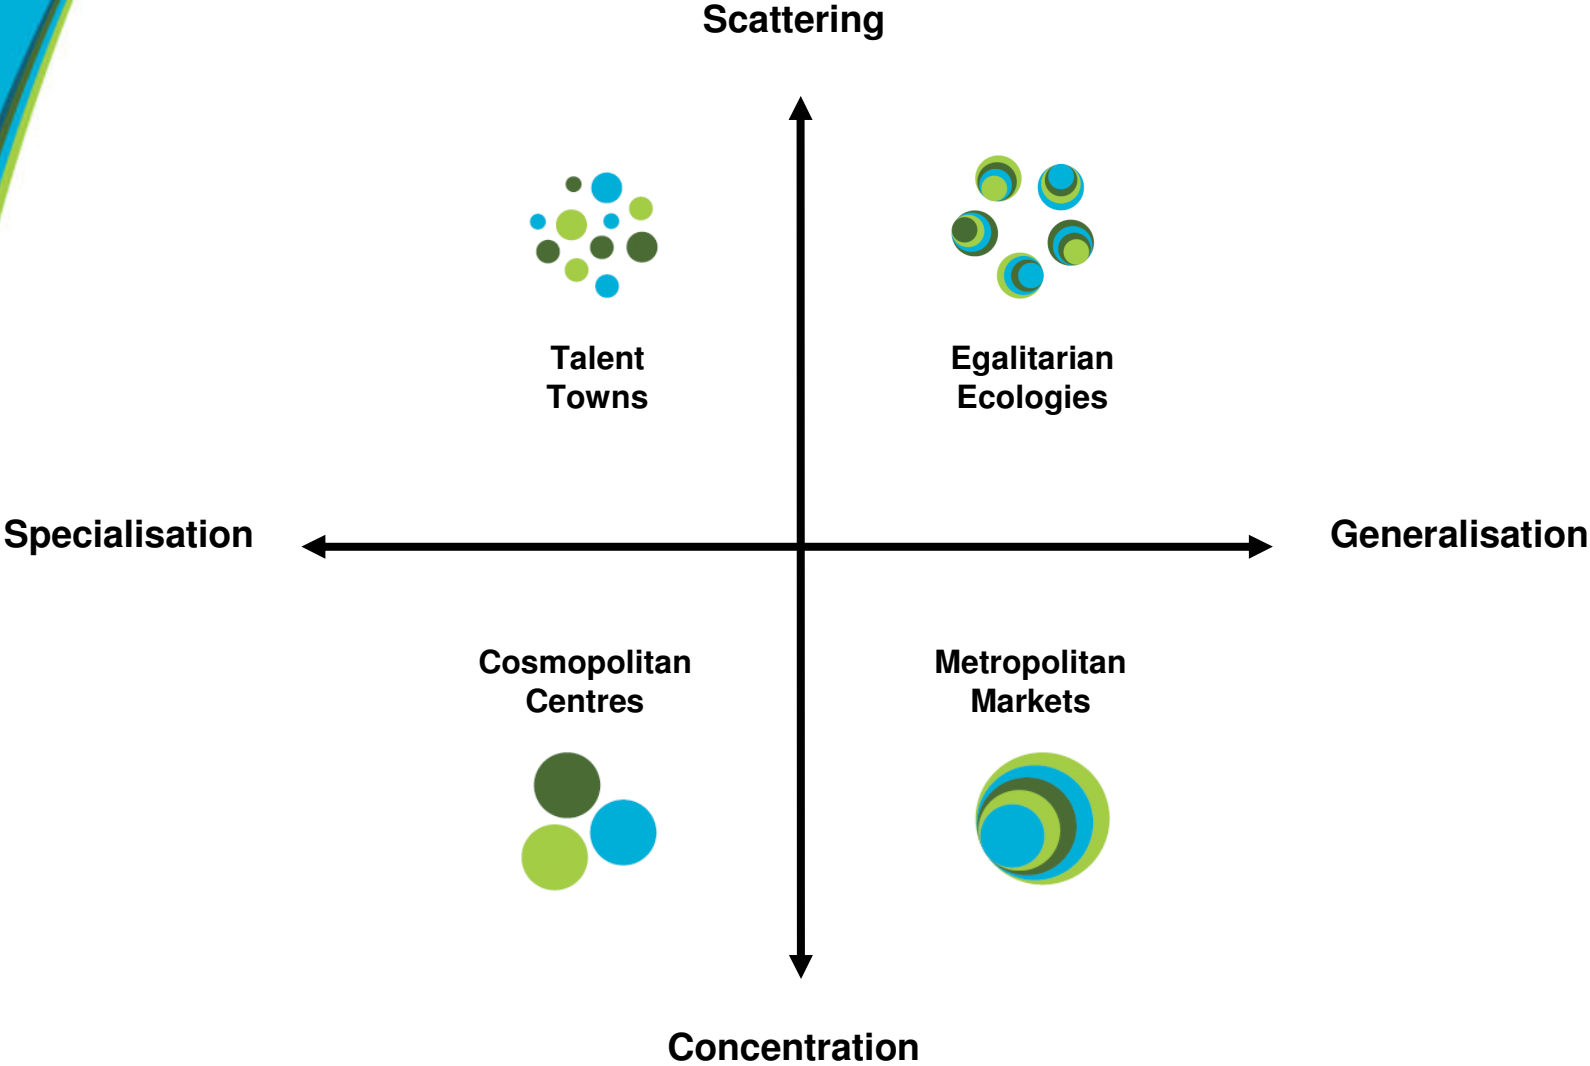 Scattering
Talent
Towns
Egalitarian
Ecologies
Specialisation
Generalisation
Cosmopolitan
Centres
Metropolitan
Markets
Concentration